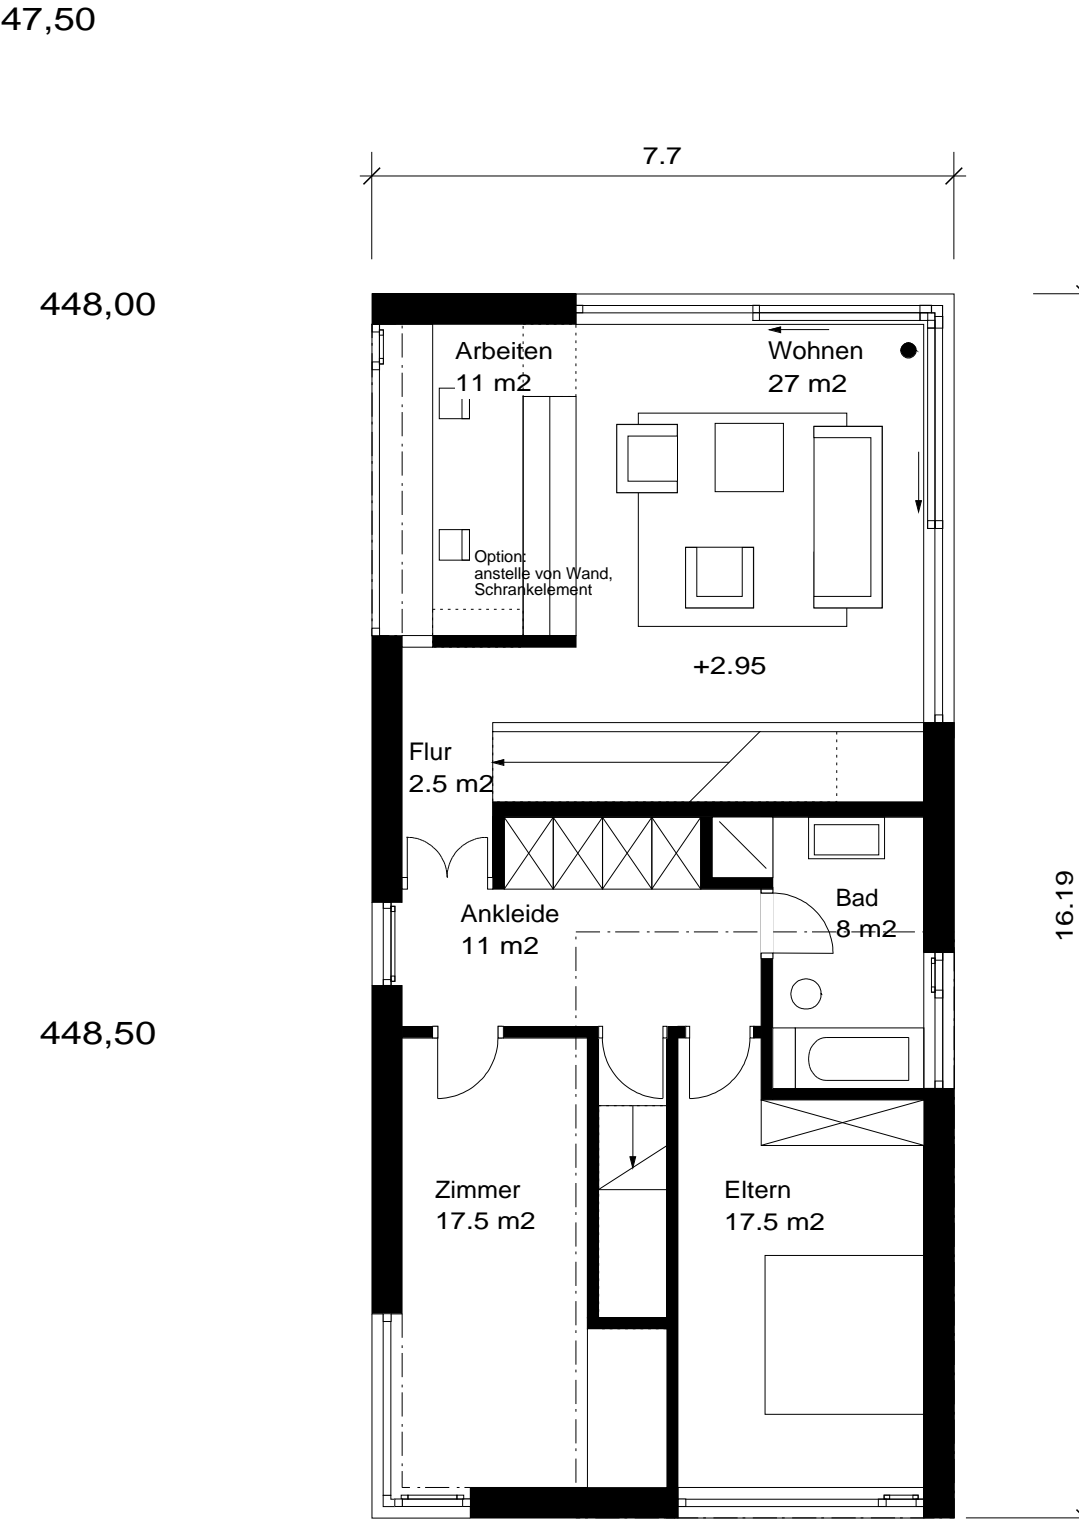 47,50
7.7
448,00
Arbeiten
11 m2
Wohnen
27 m2
Option:
anstelle von Wand,
Schrankelement
+2.95
Flur
2.5 m2
16.19
Bad
8 m2
Ankleide
11 m2
448,50
Zimmer
17.5 m2
Eltern
17.5 m2